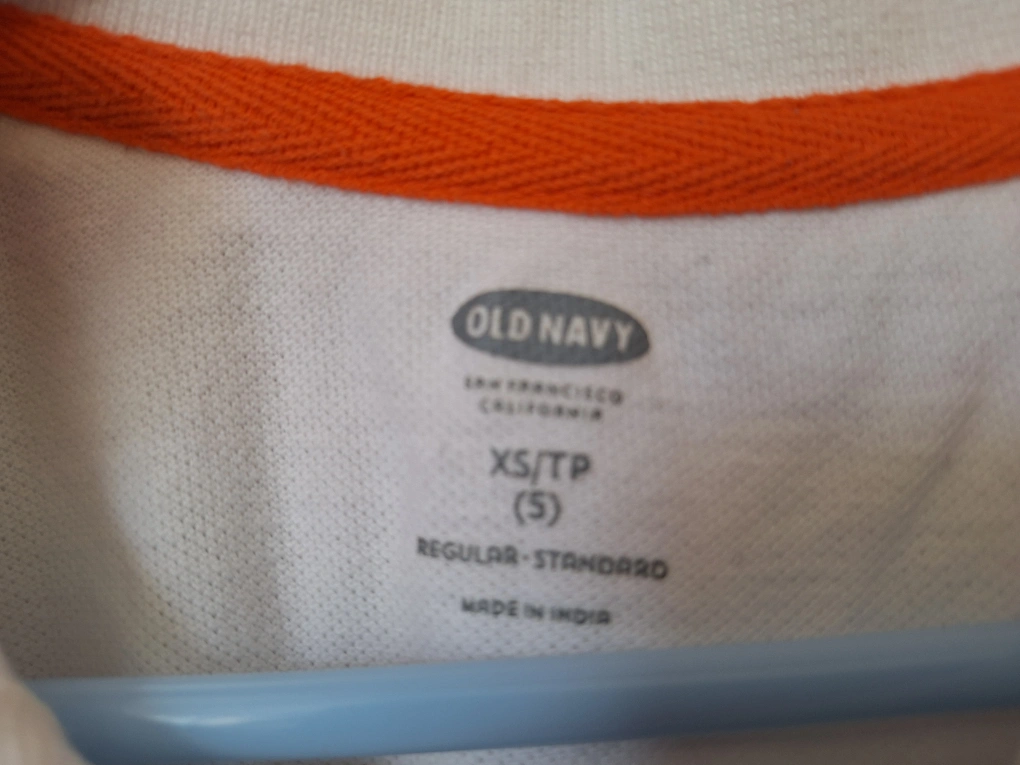 OLD NAVY
SAN FRANCISCO
CALIFORNIA
XS/TP
(5)
REGULAR·STANDARD
MADE IN INDIA